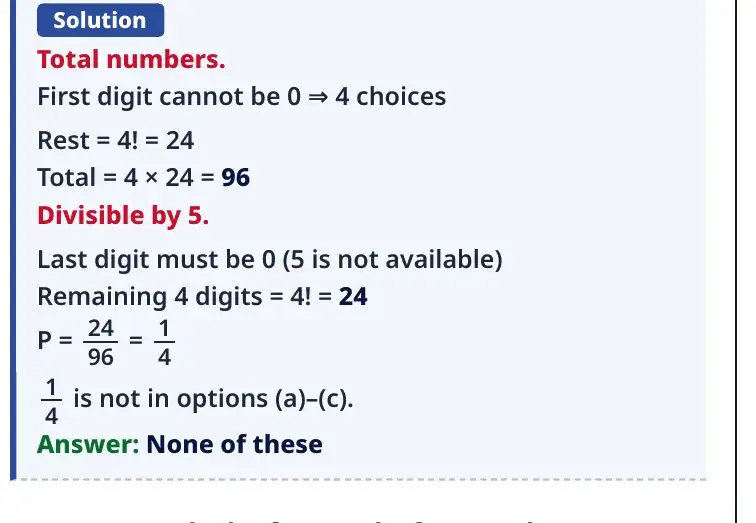 Solution
Total numbers.
First digit cannot be 0 ⇒ 4 choices
Rest = 4! = 24
Total = 4 × 24 = 96
Divisible by 5.
Last digit must be 0 (5 is not available)
Remaining 4 digits = 4! = 24
P = 24/96 = 1/4
1/4 is not in options (a)–(c).
Answer: None of these